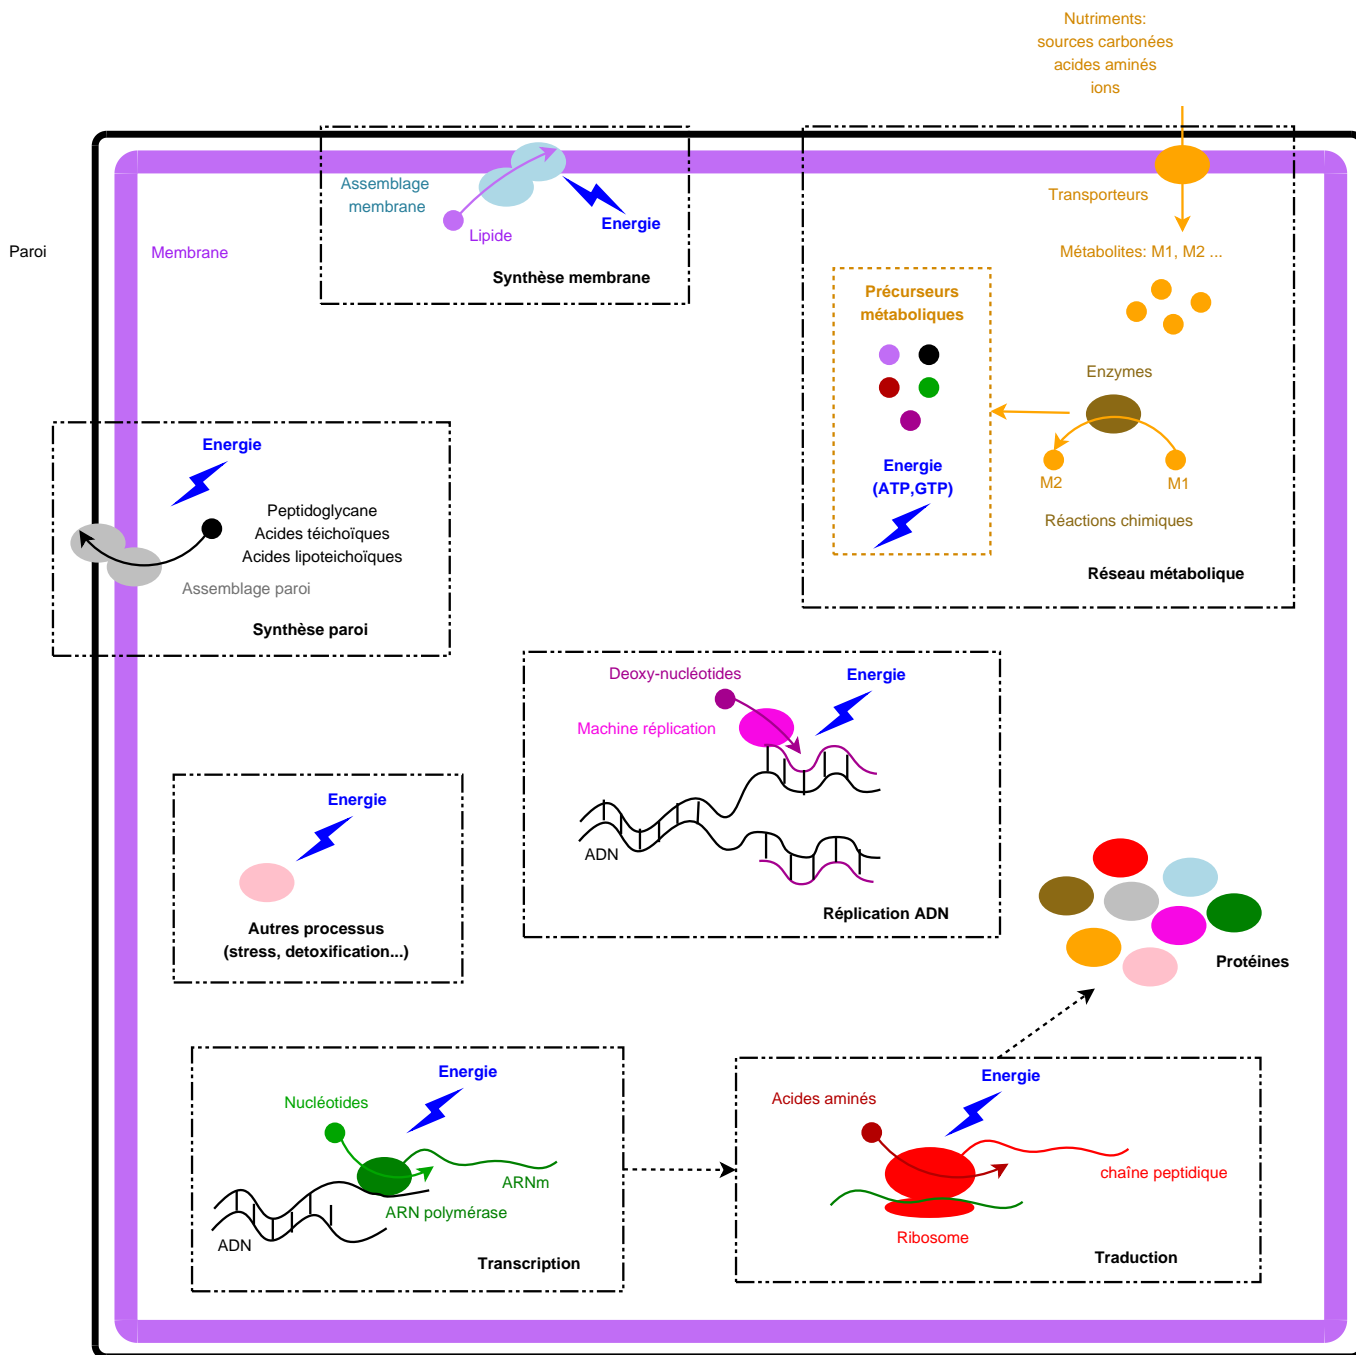 Nutriments:
sources carbonées
acides aminés
ions
Assemblage
membrane
Lipide
Energie
Synthèse membrane
Transporteurs
Paroi
Membrane
Métabolites: M1, M2 ...
Précurseurs
métaboliques
Enzymes
Energie
(ATP,GTP)
M2
M1
Réactions chimiques
Réseau métabolique
Energie
Peptidoglycane
Acides téichoïques
Acides lipoteichoïques
Assemblage paroi
Synthèse paroi
Deoxy-nucléotides
Energie
Machine réplication
ADN
Réplication ADN
Energie
Autres processus
(stress, detoxification...)
Protéines
Energie
Nucléotides
ARNm
ARN polymérase
ADN
Transcription
Energie
Acides aminés
chaîne peptidique
Ribosome
Traduction